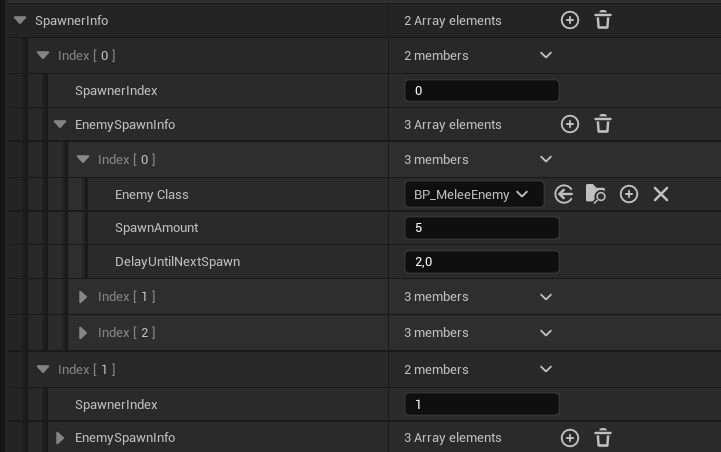 SpawnerInfo 2 Array elements
Index [ 0 ] 2 members
SpawnerIndex 0
EnemySpawnInfo 3 Array elements
Index [ 0 ] 3 members
Enemy Class BP_MeleeEnemy
SpawnAmount 5
DelayUntilNextSpawn 2,0
Index [ 1 ] 3 members
Index [ 2 ] 3 members
Index [ 1 ] 2 members
SpawnerIndex 1
EnemySpawnInfo 3 Array elements